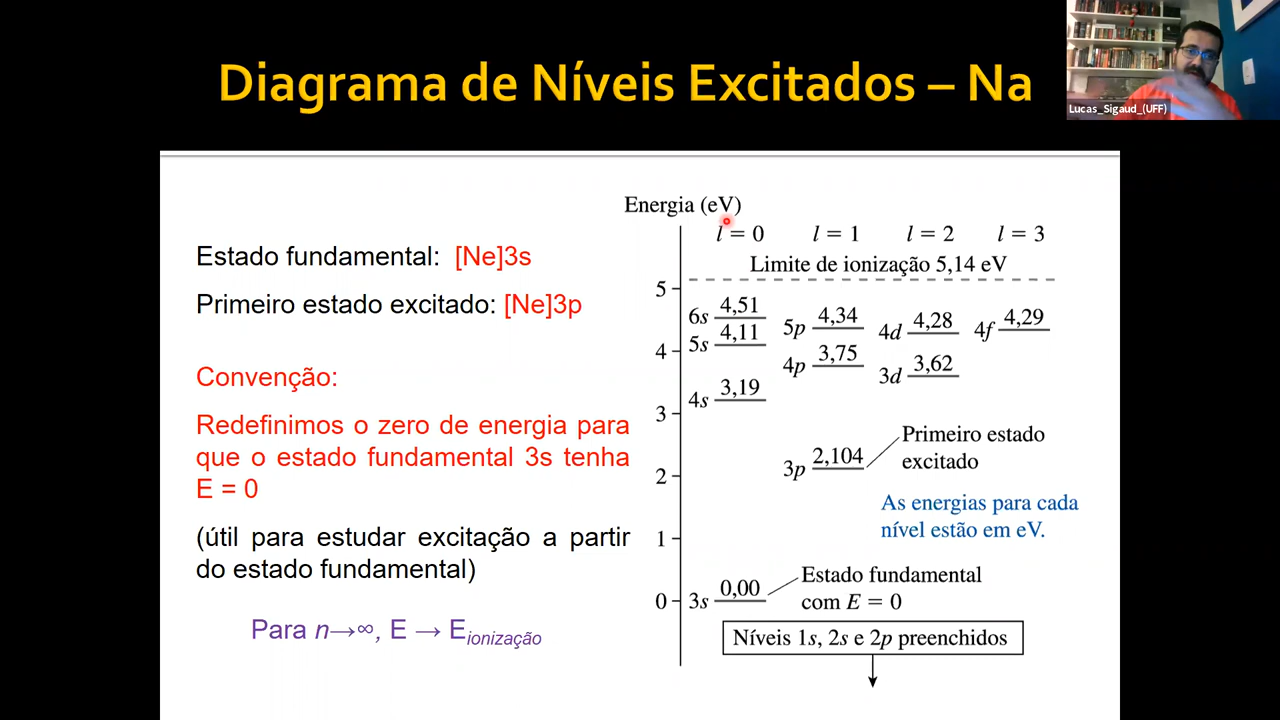 Diagrama de Níveis Excitados – Na
Lucas_Sigaud_(UFF)
Estado fundamental: [Ne]3s
Primeiro estado excitado: [Ne]3p
Convenção:
Redefinimos o zero de energia para
que o estado fundamental 3s tenha
E = 0
(útil para estudar excitação a partir
do estado fundamental)
Para n→∞, E → Eionização
Energia (eV)
l = 0 l = 1 l = 2 l = 3
Limite de ionização 5,14 eV
5
6s 4,51 5p 4,34 4d 4,28 4f 4,29
5s 4,11
4
4p 3,75 3d 3,62
4s 3,19
3
Primeiro estado
excitado
3p 2,104
2
As energias para cada
nível estão em eV.
1
Estado fundamental
com E = 0
0 3s 0,00
Níveis 1s, 2s e 2p preenchidos